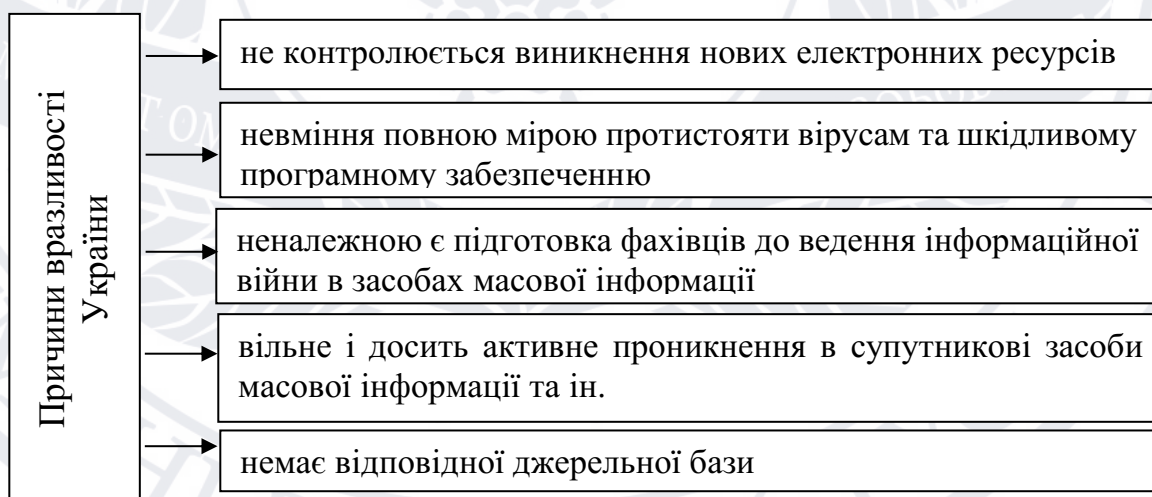 Причини вразливості
України
не контролюється виникнення нових електронних ресурсів
невміння повною мірою протистояти вірусам та шкідливому
програмному забезпеченню
неналежною є підготовка фахівців до ведення інформаційної
війни в засобах масової інформації
вільне і досить активне проникнення в супутникові засоби
масової інформації та ін.
немає відповідної джерельної бази